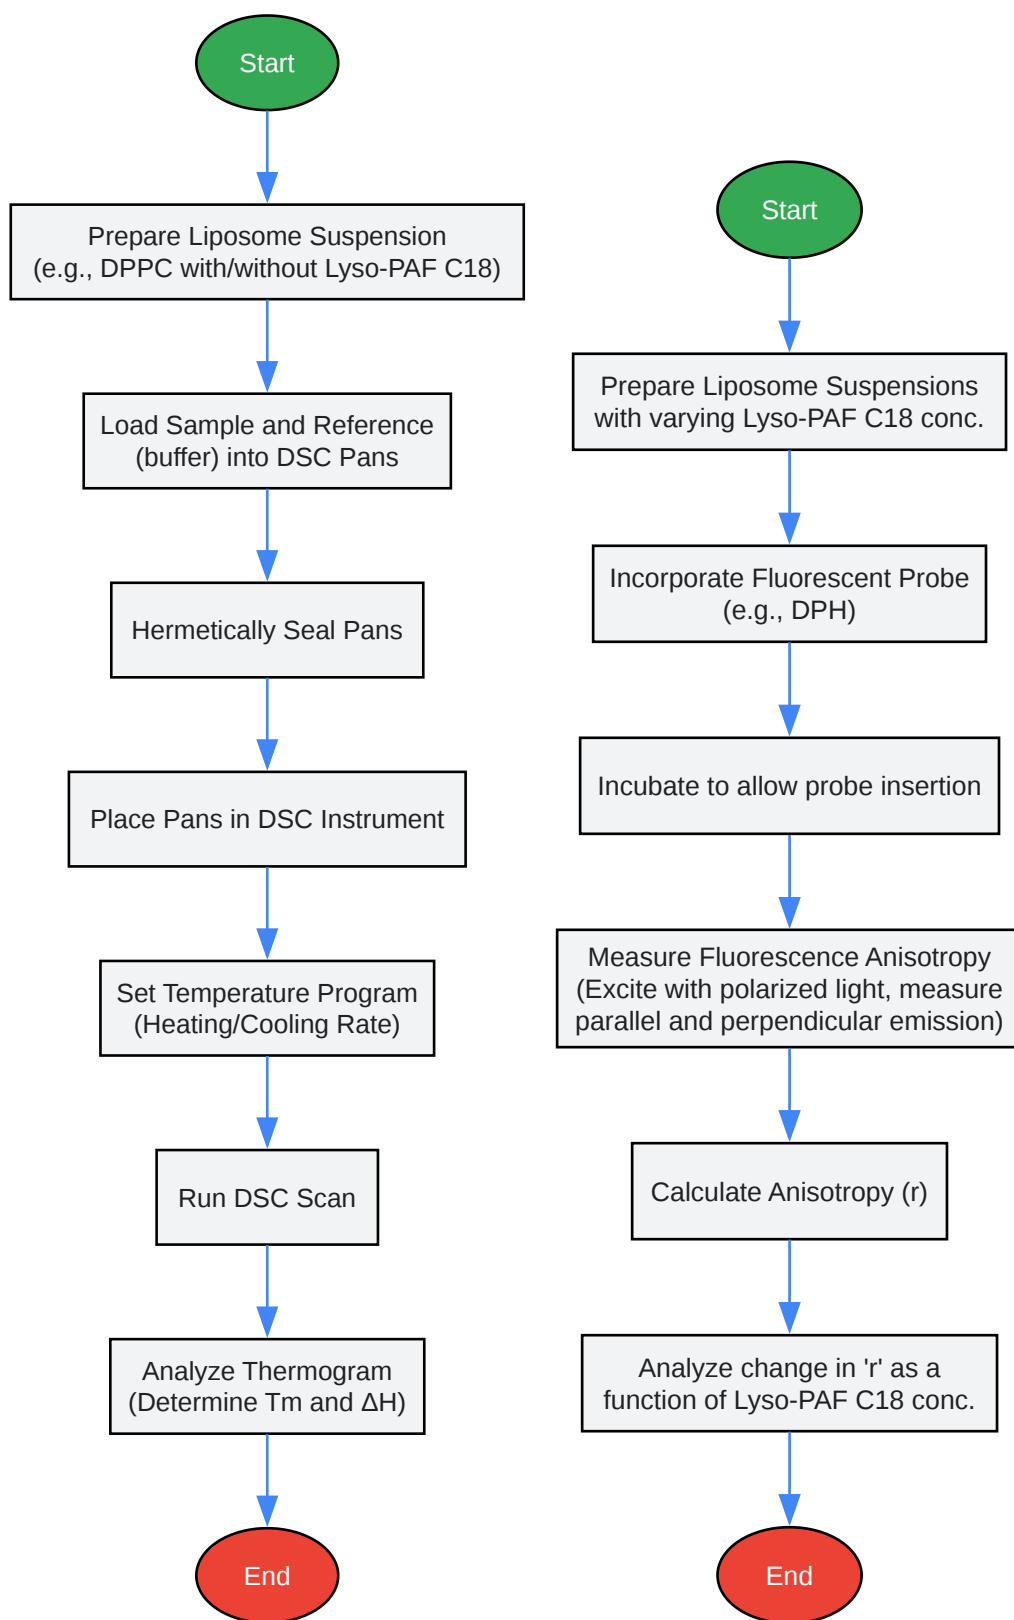 Start
Prepare Liposome Suspension
(e.g., DPPC with/without Lyso-PAF C18)
Load Sample and Reference
(buffer) into DSC Pans
Hermetically Seal Pans
Place Pans in DSC Instrument
Set Temperature Program
(Heating/Cooling Rate)
Run DSC Scan
Analyze Thermogram
(Determine Tm and ΔH)
End
Start
Prepare Liposome Suspensions
with varying Lyso-PAF C18 conc.
Incorporate Fluorescent Probe
(e.g., DPH)
Incubate to allow probe insertion
Measure Fluorescence Anisotropy
(Excite with polarized light, measure
parallel and perpendicular emission)
Calculate Anisotropy (r)
Analyze change in 'r' as a
function of Lyso-PAF C18 conc.
End